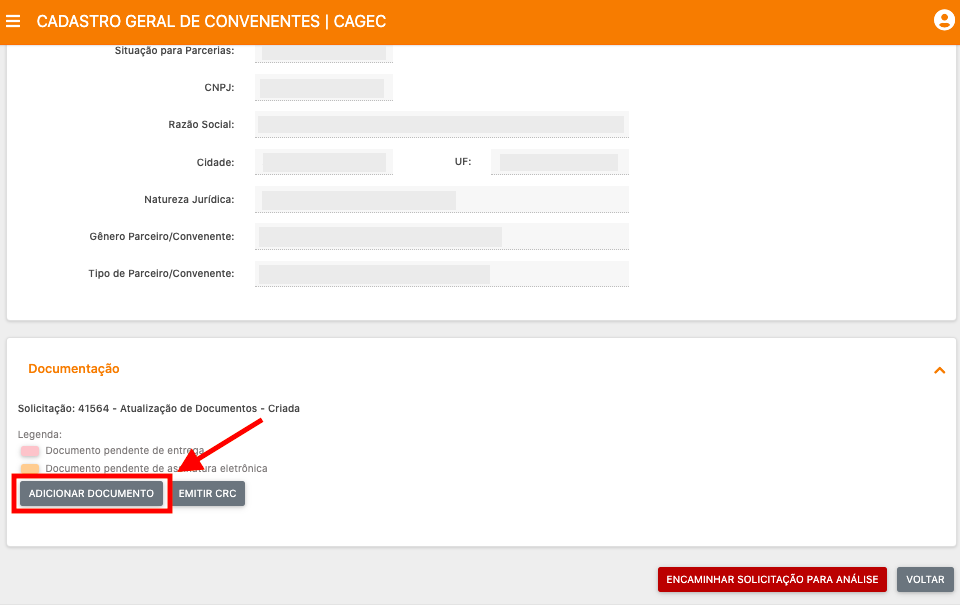 CADASTRO GERAL DE CONVENENTES | CAGEC
Situação para Parcerias:
CNPJ:
Razão Social:
Cidade: UF:
Natureza Jurídica:
Gênero Parceiro/Convenente:
Tipo de Parceiro/Convenente:
Documentação
Solicitação: 41564 - Atualização de Documentos - Criada
Legenda:
Documento pendente de entrega
Documento pendente de assinatura eletrônica
ADICIONAR DOCUMENTO EMITIR CRC
ENCAMINHAR SOLICITAÇÃO PARA ANÁLISE VOLTAR